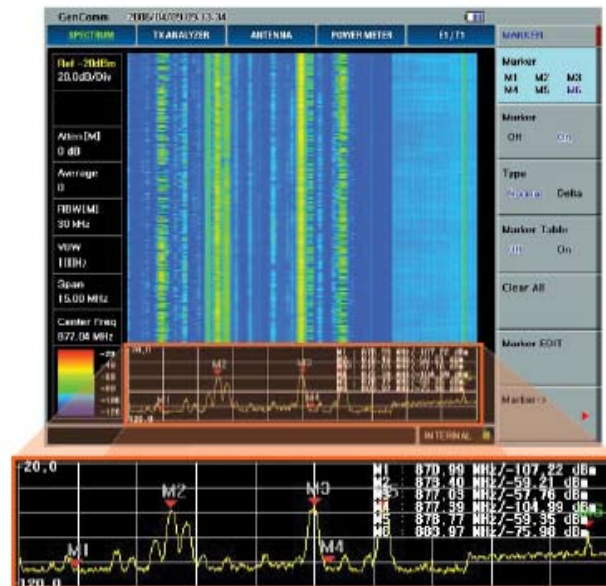 GenComm
SPECTRUM TX ANALYZER ANTENNA POWER METER E1/T1 MARKER
Ref -20dBm
20.0dB/Div
Atten[M]
0 dB
Average
0
RBW[M]
30 kHz
VBW
Span
15.00 MHz
Center Freq
877.04 MHz
Marker
M1 M2 M3
M4 M5 M6
Marker
Off On
Type
Normal Delta
Marker Table
Off On
Clear All
Marker EDIT
Marker->
-20.0
M2 M3
M1 M4
INTERNAL
-20.0
M1 870.99 MHz/-107.22 dBm
873.40 MHz/-59.21 dBm
877.03 MHz/-57.76 dBm
877.39 MHz/-104.99 dBm
878.77 MHz/-59.35 dBm
M6 883.97 MHz/-75.98 dBm
M2 M3
M1 M4
-120.0